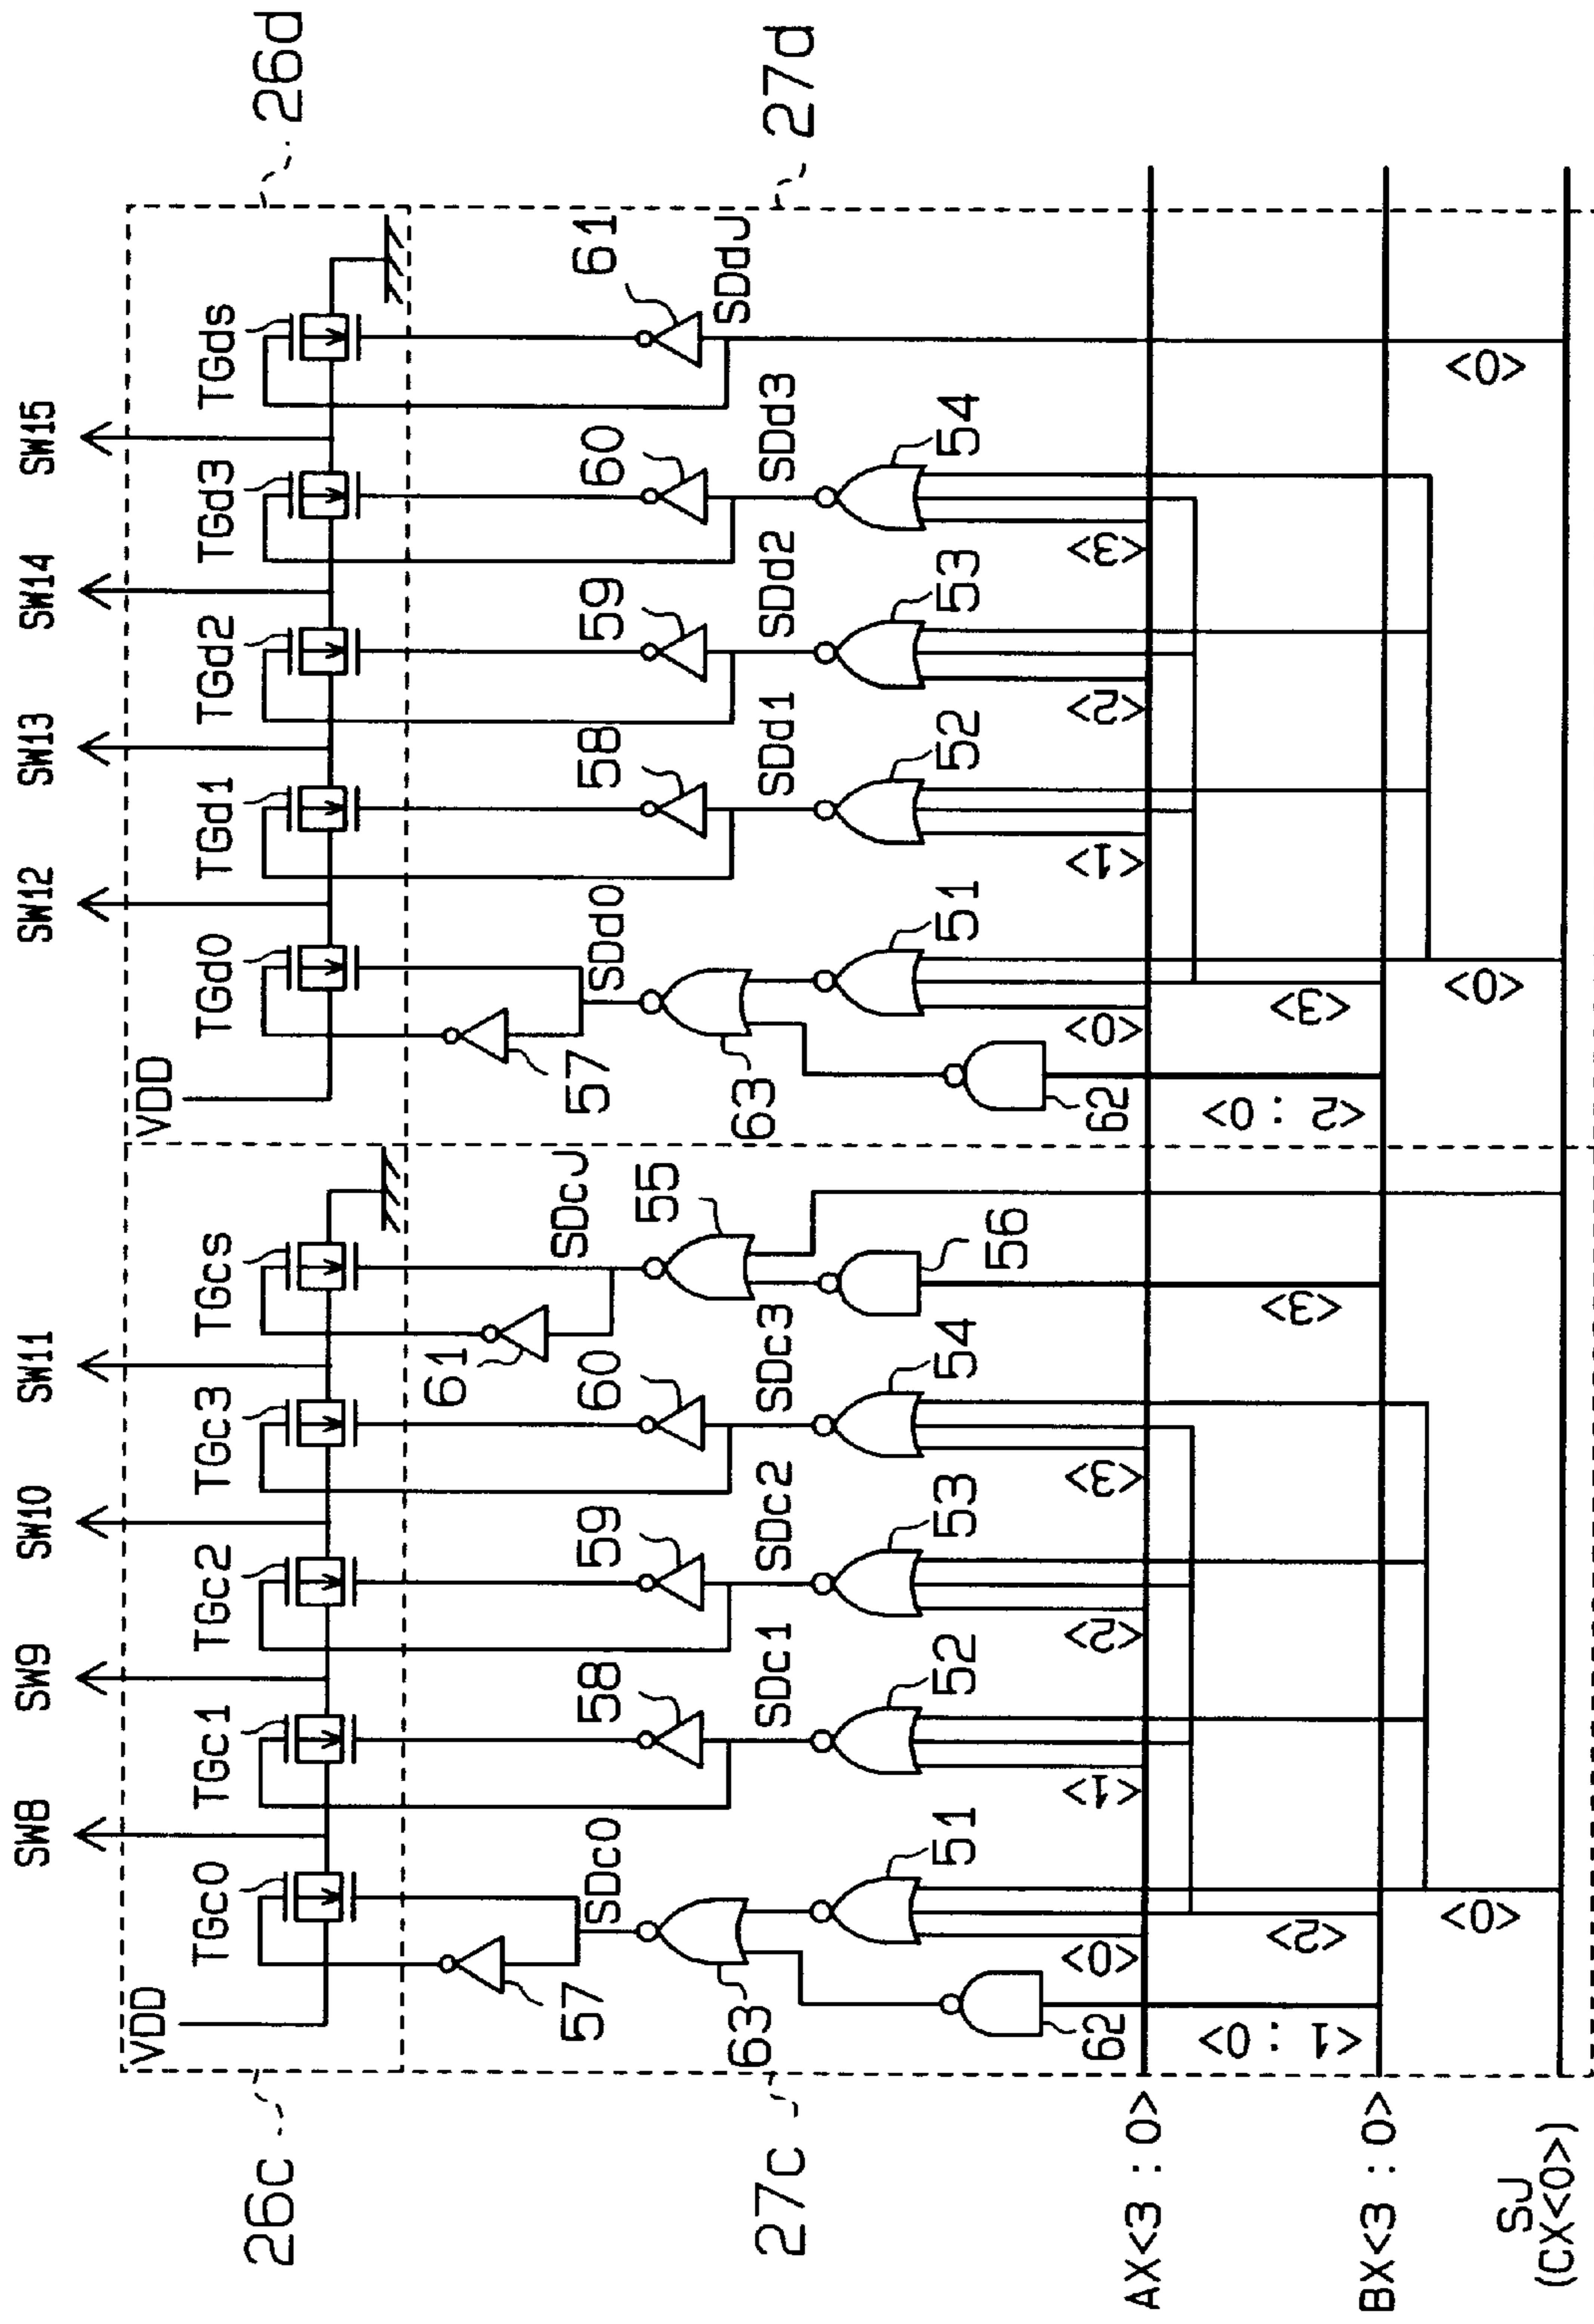 SW8 SW9 SW10 SW11 SW12 SW13 SW14 SW15
26c
26d
VDD TGc0 TGc1 TGc2 TGc3 TGcs
VDD TGd0 TGd1 TGd2 TGd3 TGds
27c
27d
57 58 59 60 61
57 58 59 60 61
SDc0 SDc1 SDc2 SDc3 SDcJ
SDd0 SDd1 SDd2 SDd3 SDdJ
63 55
63
62 51 52 53 54 56
62 51 52 53 54
AX<3 : 0>
<0> <1> <2> <3>
<0> <1> <2> <3>
<1 : 0> <2> <3>
<2 : 0> <3>
BX<3 : 0>
<0>
<0> <0>
SJ
(CX<0>)